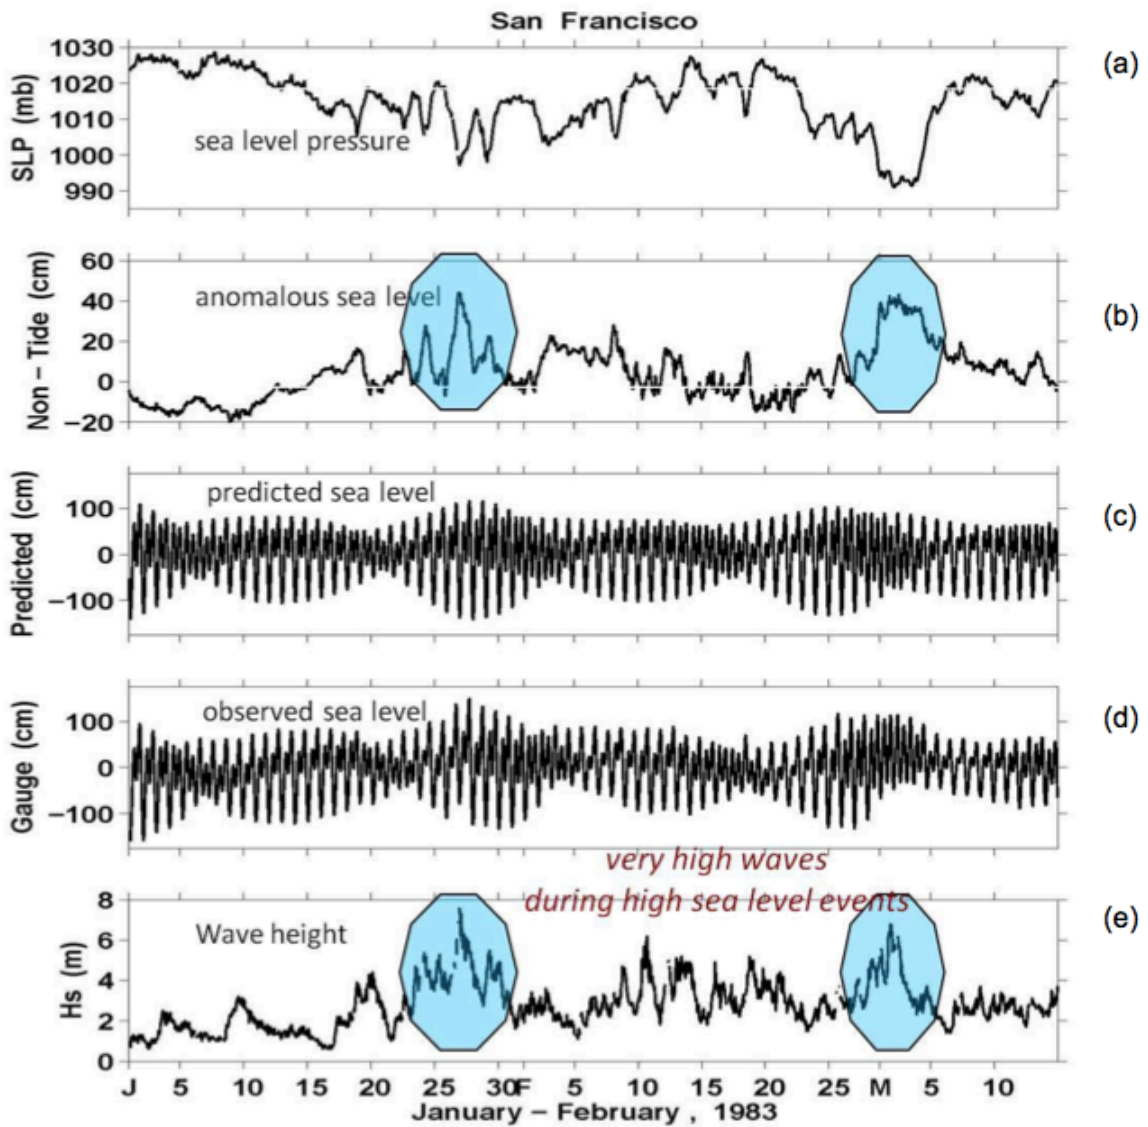 San Francisco
(a)
SLP (mb)
1030
1020
1010
1000
990
sea level pressure
(b)
Non - Tide (cm)
60
40
20
0
-20
anomalous sea level
(c)
Predicted (cm)
100
0
-100
predicted sea level
(d)
Gauge (cm)
100
0
-100
observed sea level
very high waves
during high sea level events
(e)
Hs (m)
8
6
4
2
0
Wave height
J 5 10 15 20 25 30F 5 10 15 20 25 M 5 10
January - February , 1983